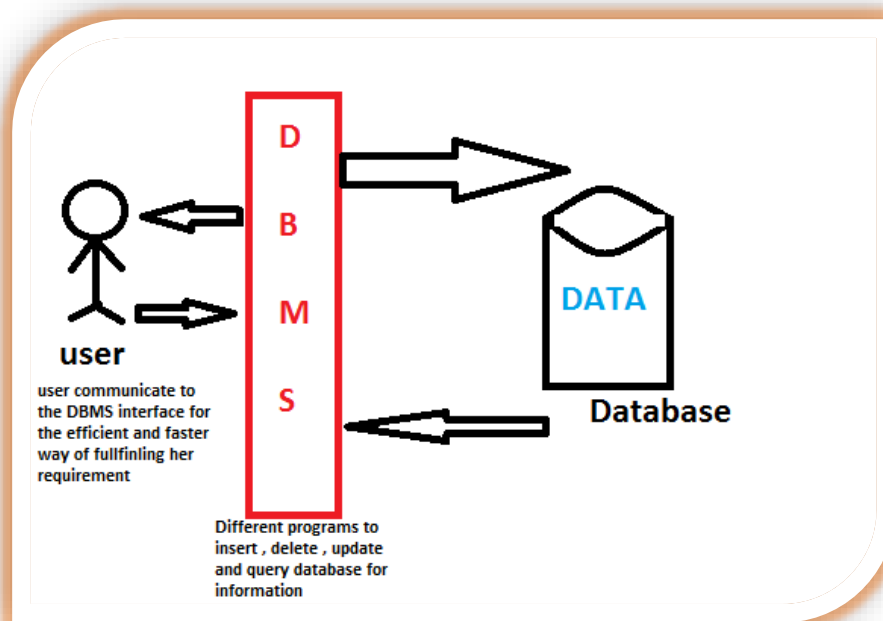 D
B
M
S
DATA
user
user communicate to
the DBMS interface for
the efficient and faster
way of fullfinling her
requirement
Database
Different programs to
insert , delete , update
and query database for
information